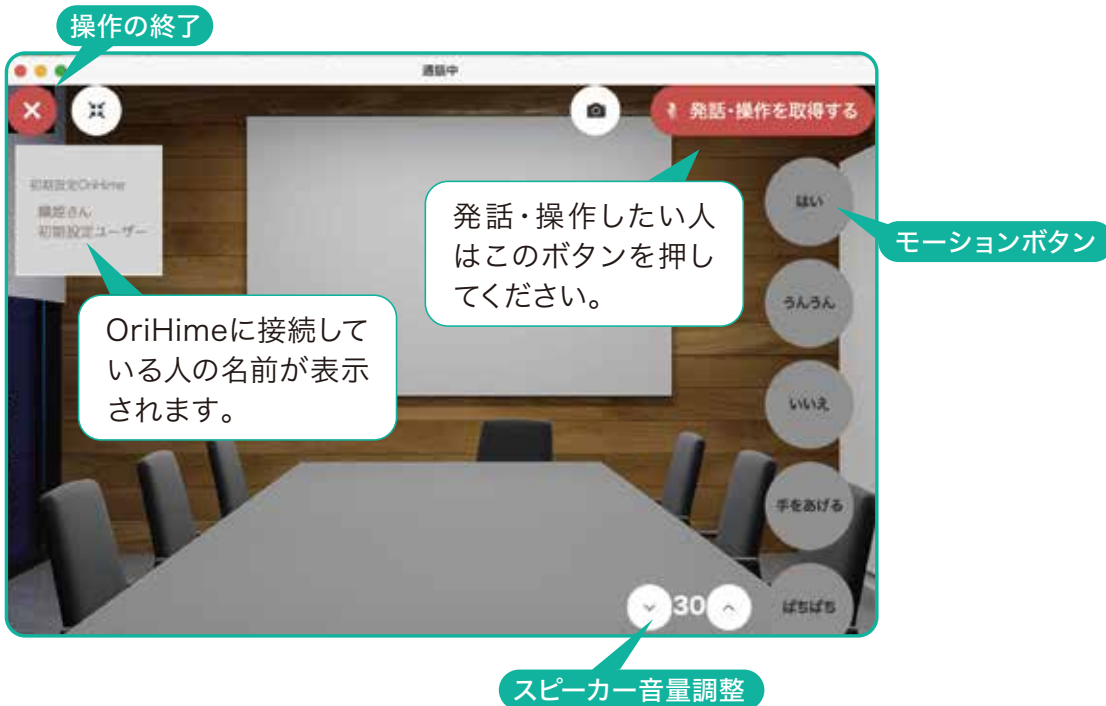 操作の終了
通話中
発話・操作を取得する
初期設定OriHime
織姫さん
初期設定ユーザー
発話・操作したい人
はこのボタンを押し
てください。
はい
モーションボタン
うんうん
OriHimeに接続して
いる人の名前が表示
されます。
いいえ
手をあげる
30
ぱちぱち
スピーカー音量調整